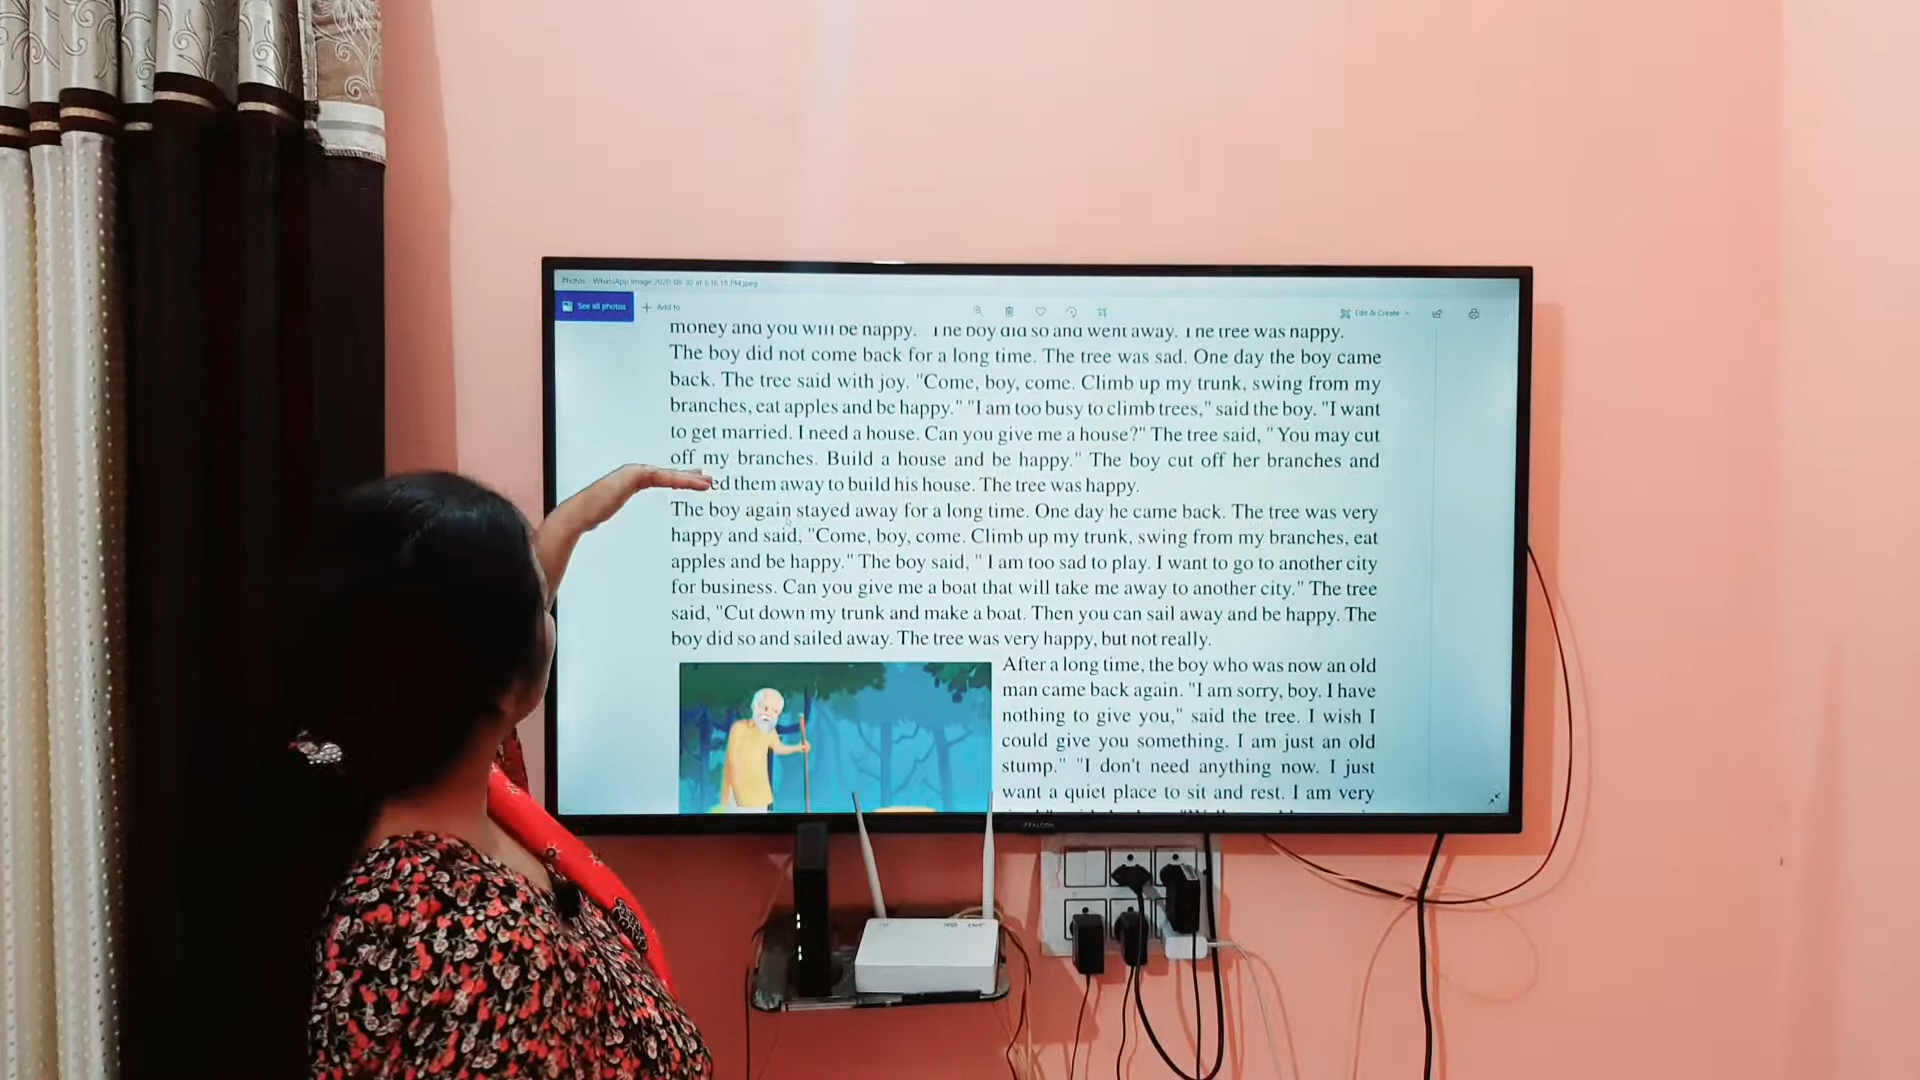 Photos - WhatsApp Image 2020-08-30 at 6.16.18 PM.jpeg
See all photos
Add to
Edit & Create
money and you will be happy. The boy did so and went away. The tree was happy.
The boy did not come back for a long time. The tree was sad. One day the boy came
back. The tree said with joy. "Come, boy, come. Climb up my trunk, swing from my
branches, eat apples and be happy." "I am too busy to climb trees," said the boy. "I want
to get married. I need a house. Can you give me a house?" The tree said, "You may cut
off my branches. Build a house and be happy." The boy cut off her branches and
ed them away to build his house. The tree was happy.
The boy again stayed away for a long time. One day he came back. The tree was very
happy and said, "Come, boy, come. Climb up my trunk, swing from my branches, eat
apples and be happy." The boy said, " I am too sad to play. I want to go to another city
for business. Can you give me a boat that will take me away to another city." The tree
said, "Cut down my trunk and make a boat. Then you can sail away and be happy. The
boy did so and sailed away. The tree was very happy, but not really.
After a long time, the boy who was now an old
man came back again. "I am sorry, boy. I have
nothing to give you," said the tree. I wish I
could give you something. I am just an old
stump." "I don't need anything now. I just
want a quiet place to sit and rest. I am very